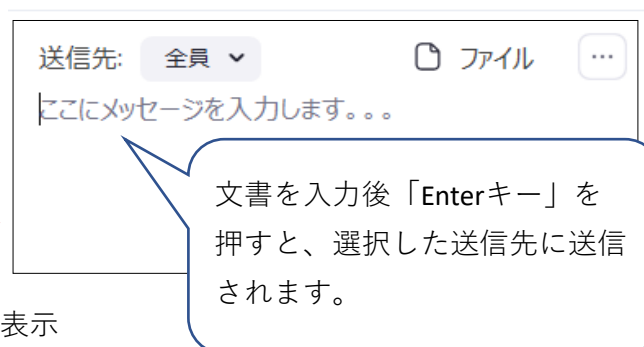 送信先: 全員 ファイル …
ここにメッセージを入力します。。。
文書を入力後「Enterキー」を
押すと、選択した送信先に送信
されます。
表示